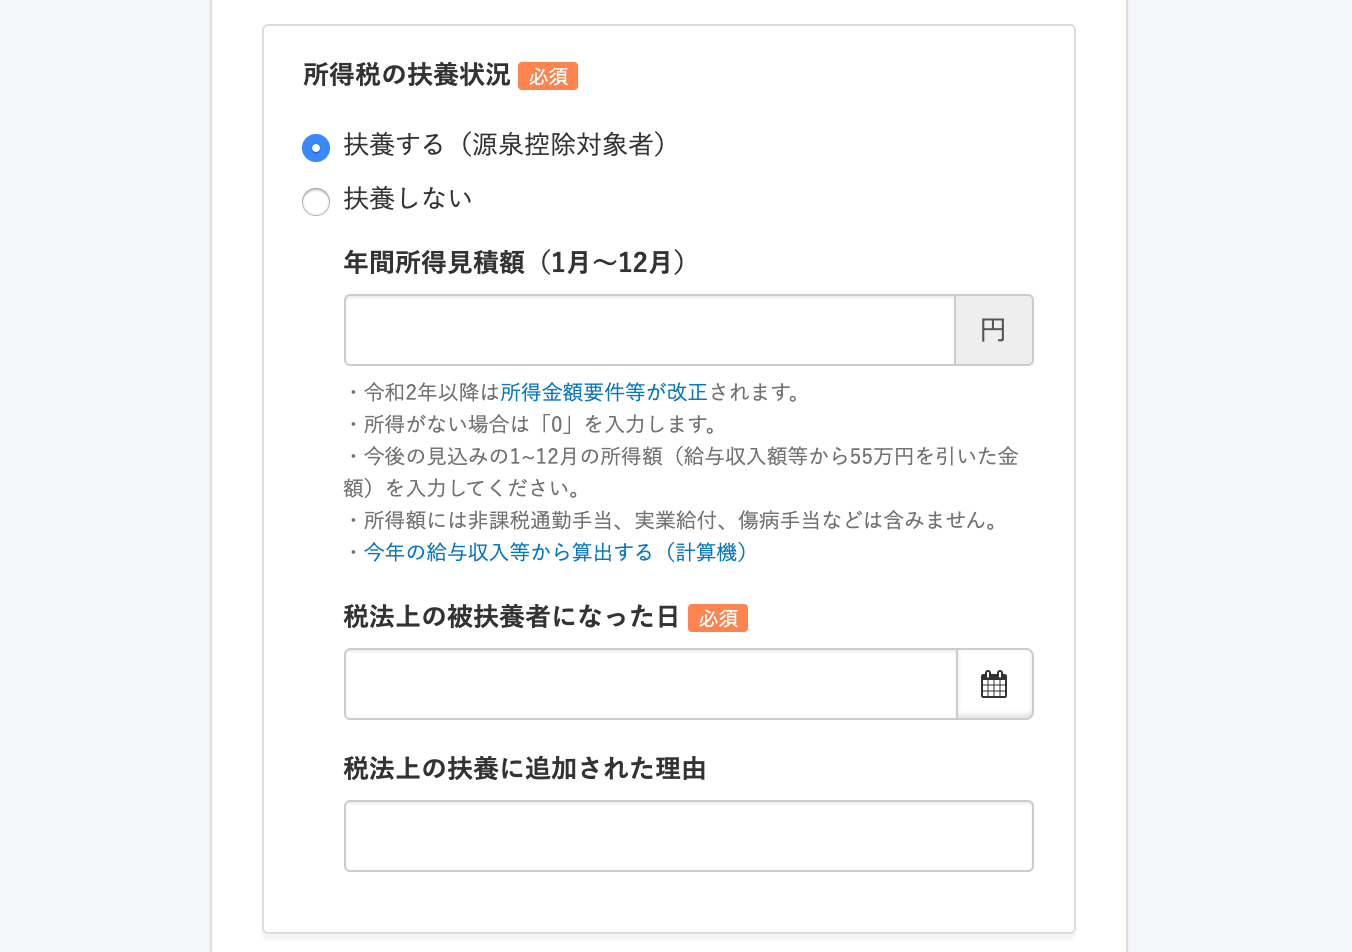 所得税の扶養状況 必須
扶養する（源泉控除対象者）
扶養しない
年間所得見積額（1月〜12月）
円
・令和2年以降は所得金額要件等が改正されます。
・所得がない場合は「0」を入力します。
・今後の見込みの1~12月の所得額（給与収入額等から55万円を引いた金
額）を入力してください。
・所得額には非課税通勤手当、実業給付、傷病手当などは含みません。
・今年の給与収入等から算出する（計算機）
税法上の被扶養者になった日 必須
税法上の扶養に追加された理由